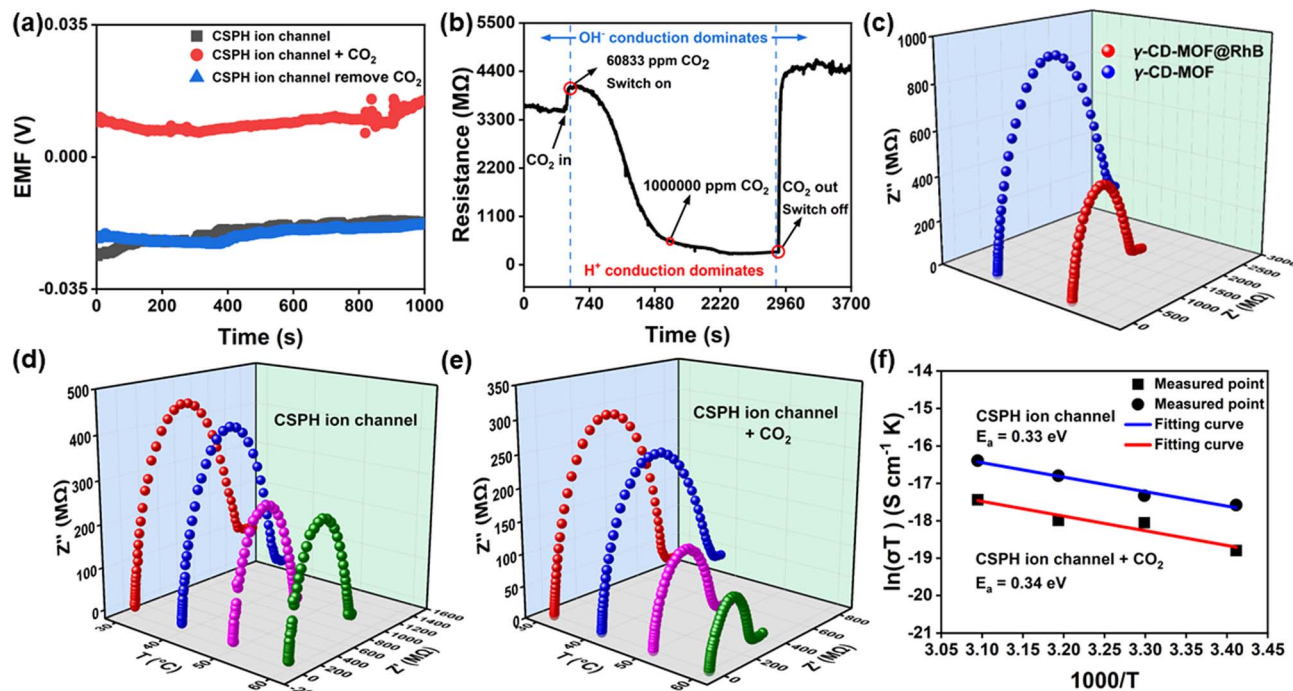 (a)
0.035
0.000
-0.035
EMF (V)
CSPH ion channel
CSPH ion channel + CO₂
CSPH ion channel remove CO₂
0 200 400 600 800 1000
Time (s)
(b)
5500
4400
3300
2200
1100
0
Resistance (MΩ)
OH⁻ conduction dominates
60833 ppm CO₂
Switch on
CO₂ in
1000000 ppm CO₂
CO₂ out
Switch off
H⁺ conduction dominates
0 740 1480 2220 2960 3700
Time (s)
(c)
1000
800
600
400
200
0
Z'' (MΩ)
γ-CD-MOF@RhB
γ-CD-MOF
0 500 1000 1500 2000 2500 3000
Z' (MΩ)
(d)
500
400
300
200
100
0
Z'' (MΩ)
CSPH ion channel
30 40 50 60
T (°C)
0 200 400 600 800 1000 1200 1400 1600
Z' (MΩ)
(e)
350
300
250
200
150
100
50
0
Z'' (MΩ)
CSPH ion channel
+ CO₂
30 40 50 60
T (°C)
0 200 400 600 800
Z' (MΩ)
(f)
-14
-15
-16
-17
-18
-19
-20
-21
ln(σT ) (S cm⁻¹ K)
Measured point
Measured point
Fitting curve
Fitting curve
CSPH ion channel
Eₐ = 0.33 eV
CSPH ion channel + CO₂
Eₐ = 0.34 eV
3.05 3.10 3.15 3.20 3.25 3.30 3.35 3.40 3.45
1000/T